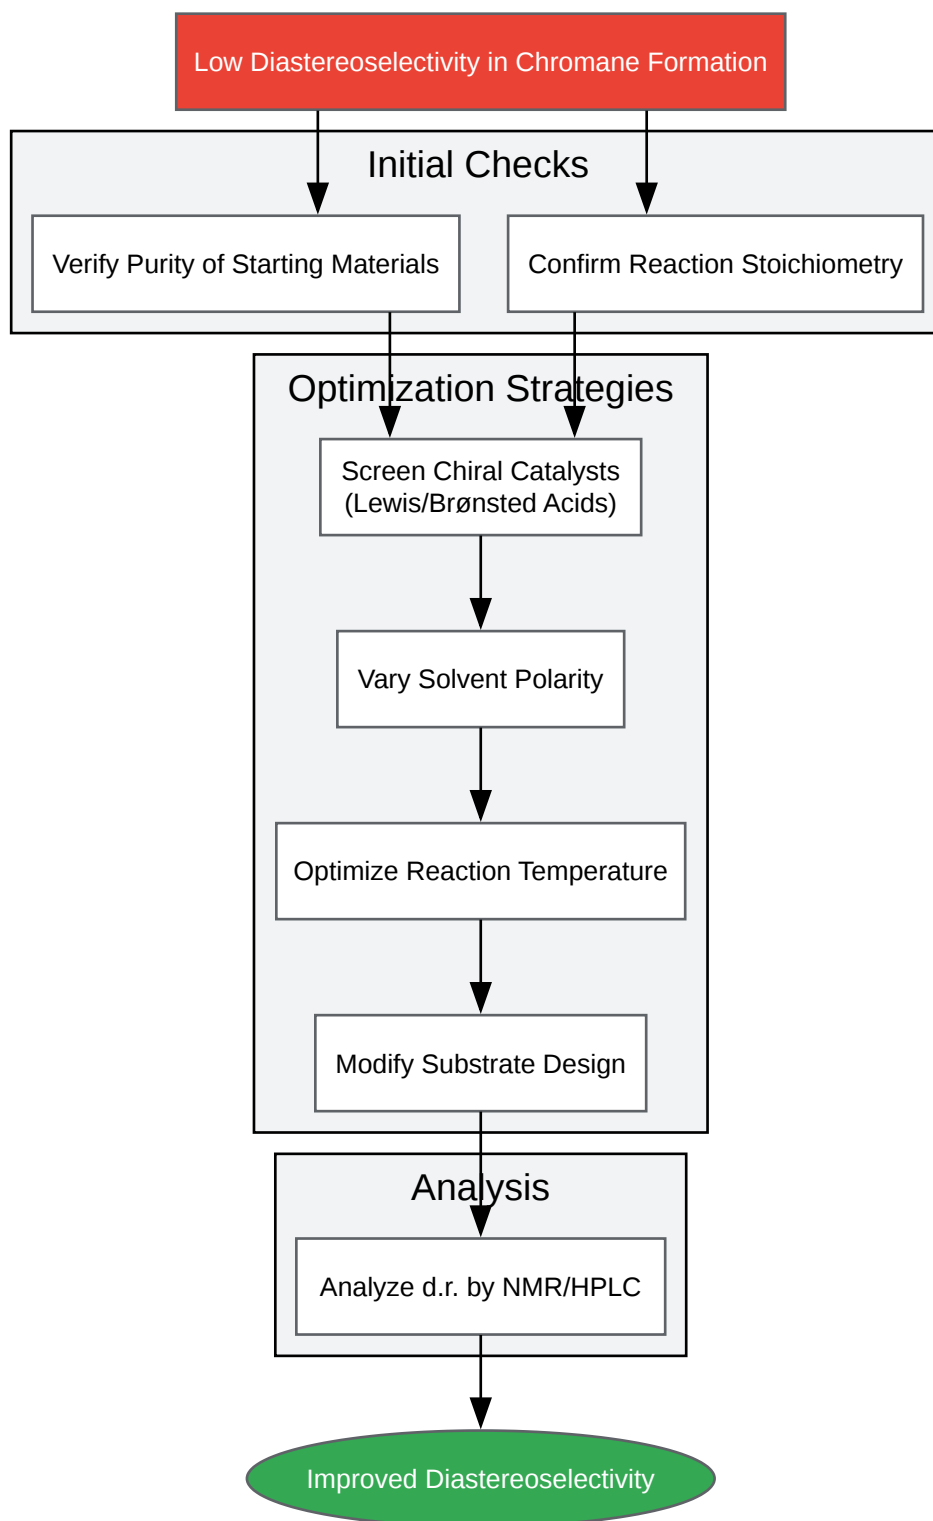 Low Diastereoselectivity in Chromane Formation
Initial Checks
Verify Purity of Starting Materials
Confirm Reaction Stoichiometry
Optimization Strategies
Screen Chiral Catalysts
(Lewis/Brønsted Acids)
Vary Solvent Polarity
Optimize Reaction Temperature
Modify Substrate Design
Analysis
Analyze d.r. by NMR/HPLC
Improved Diastereoselectivity